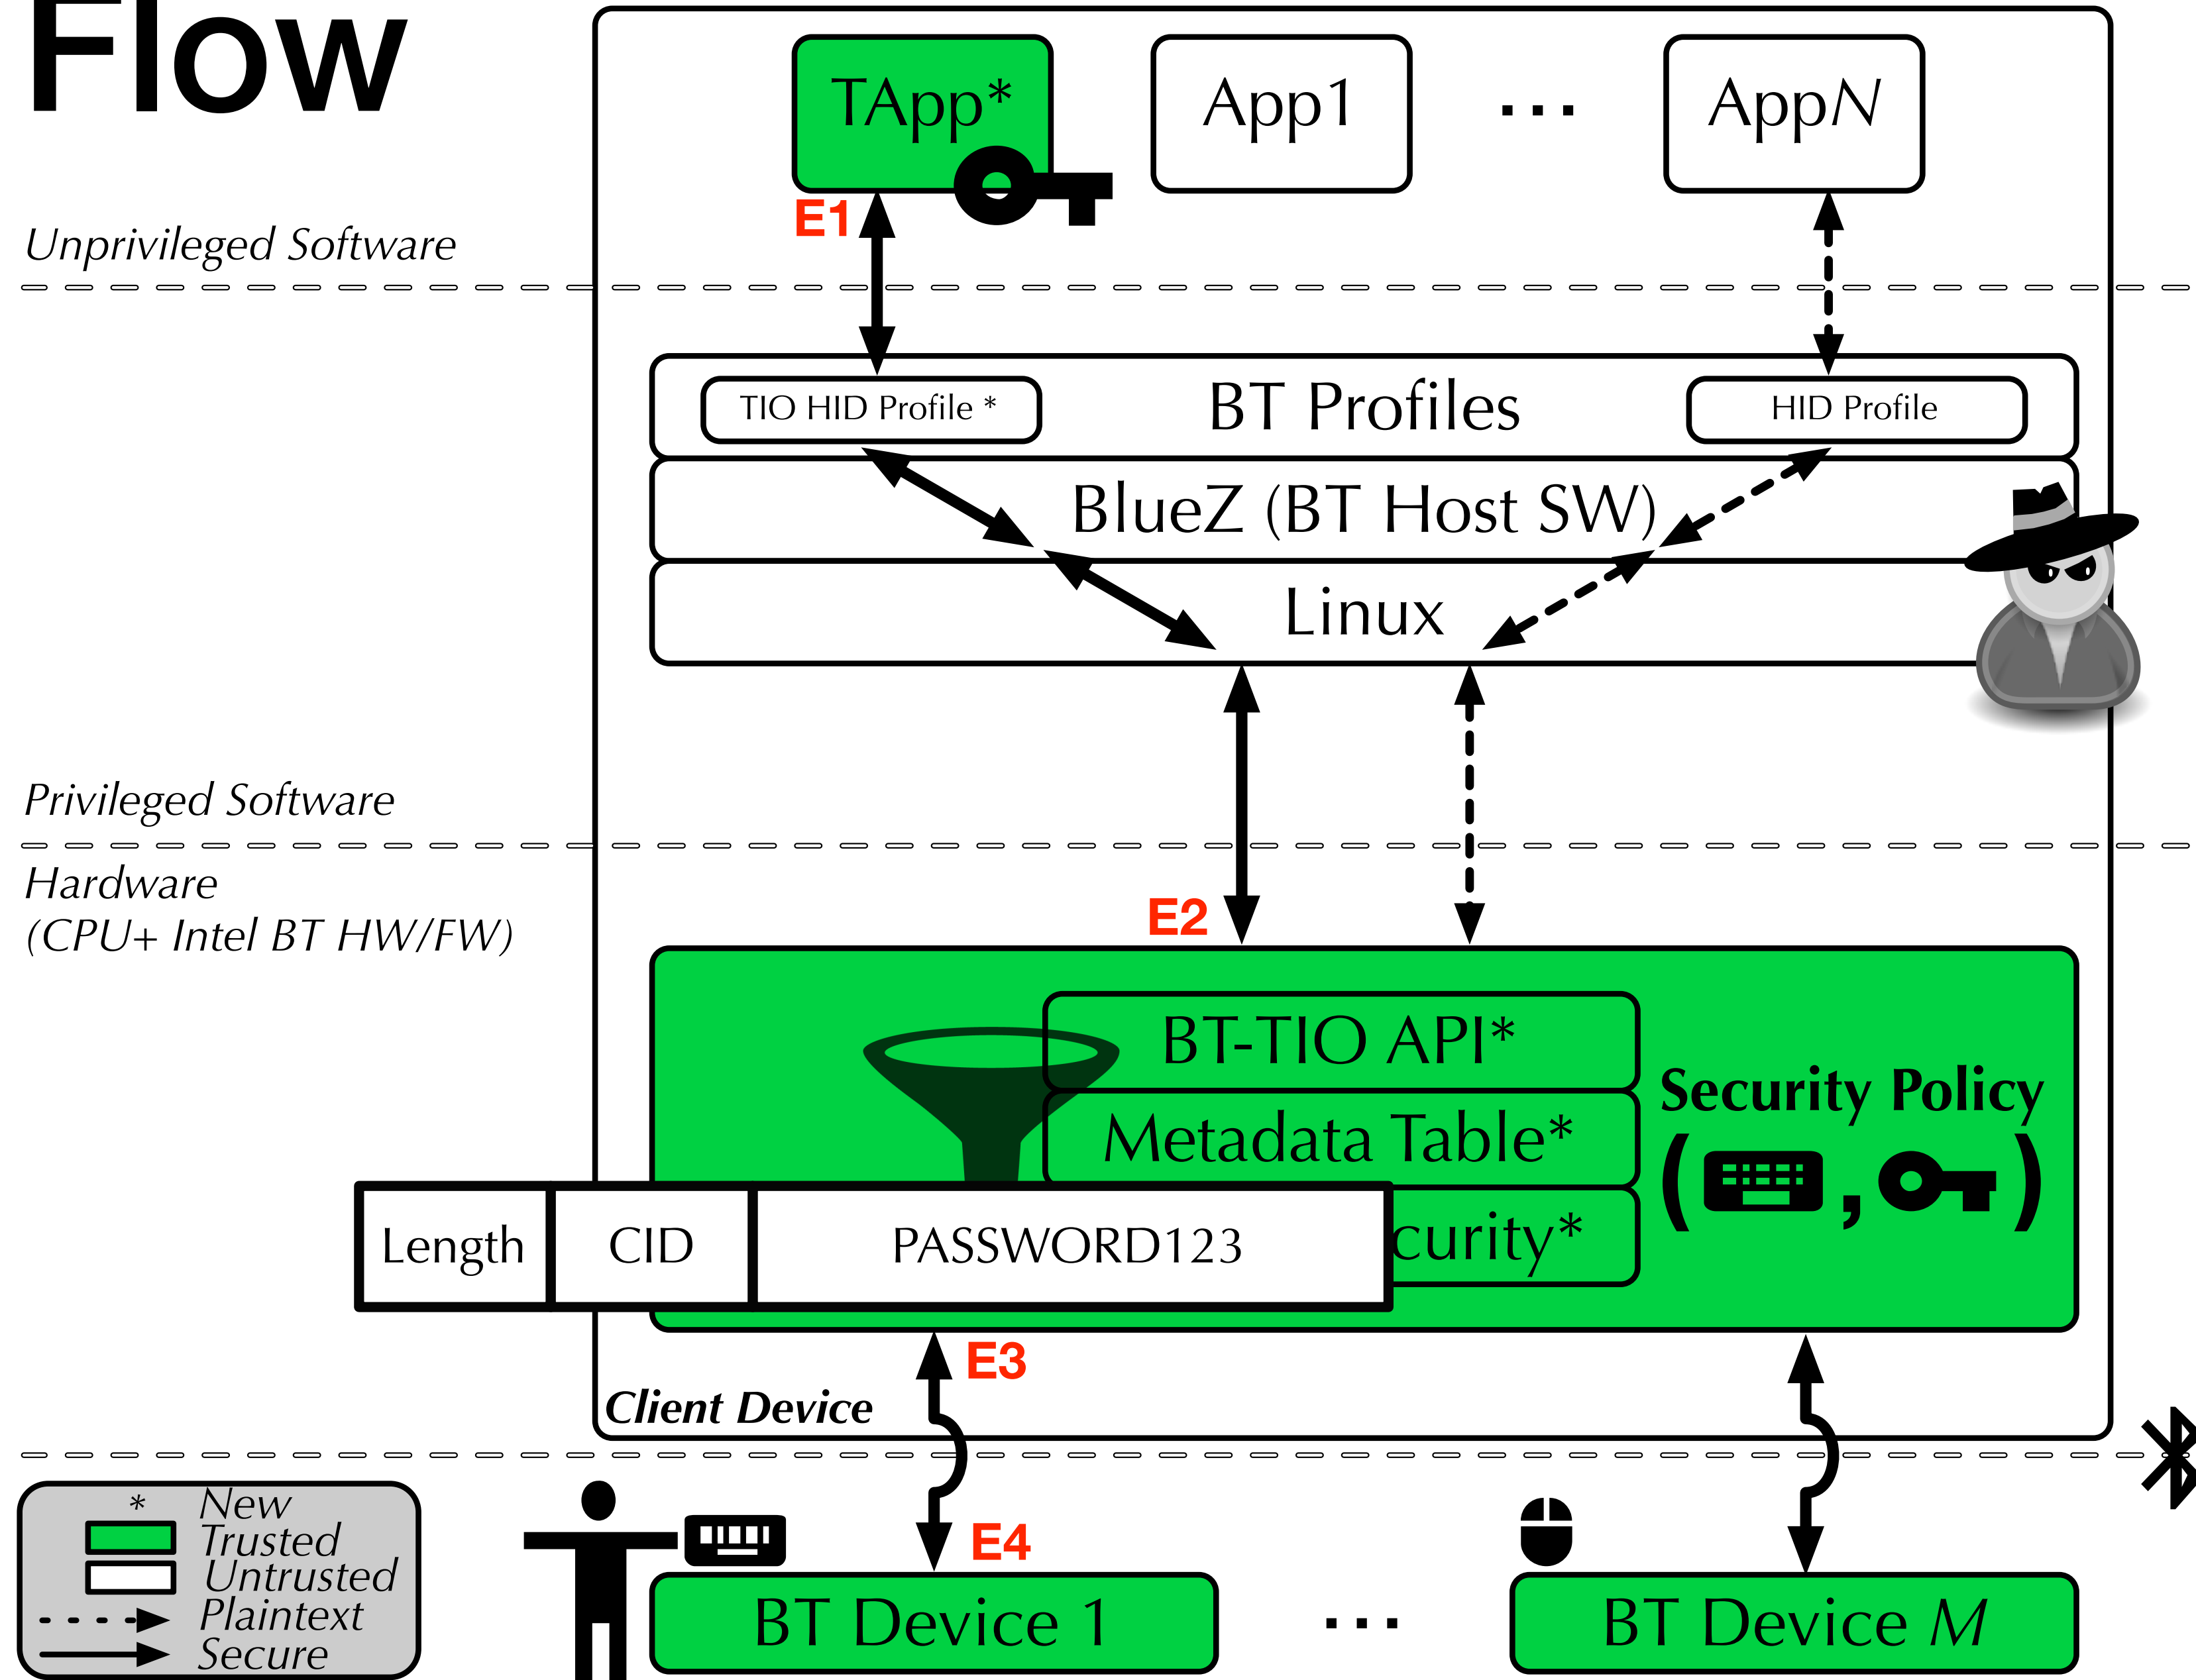 Flow
TApp*
App1
...
AppN
E1
Unprivileged Software
TIO HID Profile *
BT Profiles
HID Profile
BlueZ (BT Host SW)
Linux
Privileged Software
Hardware
(CPU+ Intel BT HW/FW)
E2
BT-TIO API*
Metadata Table*
Security Policy
( , )
Length
CID
PASSWORD123
curity*
E3
Client Device
E4
* New
Trusted
Untrusted
Plaintext
Secure
BT Device 1
...
BT Device M